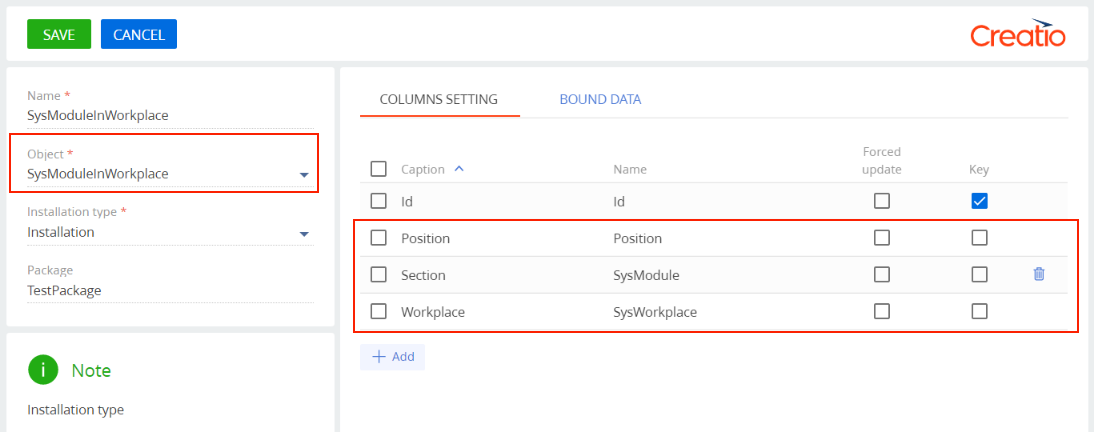 SAVE CANCEL Creatio
Name *
SysModuleInWorkplace
Object *
SysModuleInWorkplace
Installation type *
Installation
Package
TestPackage
i Note
Installation type
COLUMNS SETTING BOUND DATA
Caption Name Forced update Key
Id Id
Position Position
Section SysModule
Workplace SysWorkplace
+ Add